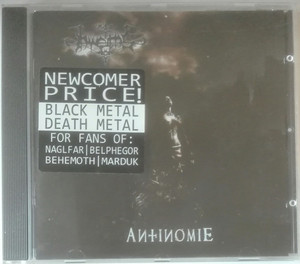 NEWCOMER
PRICE!
BLACK METAL
DEATH METAL
FOR FANS OF:
NAGLFAR|BELPHEGOR
BEHEMOTH|MARDUK
ANTINOMIE